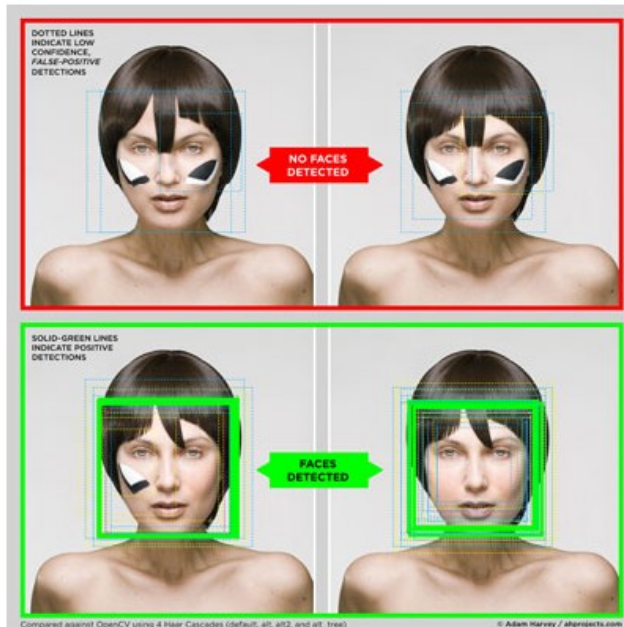 DOTTED LINES
INDICATE LOW
CONFIDENCE,
FALSE-POSITIVE
DETECTIONS
NO FACES
DETECTED
SOLID-GREEN LINES
INDICATE POSITIVE
DETECTIONS
FACES
DETECTED
Compared against OpenCV using 4 Haar Cascades (default, alt, alt2, and alt_tree)
© Adam Harvey / ahprojects.com